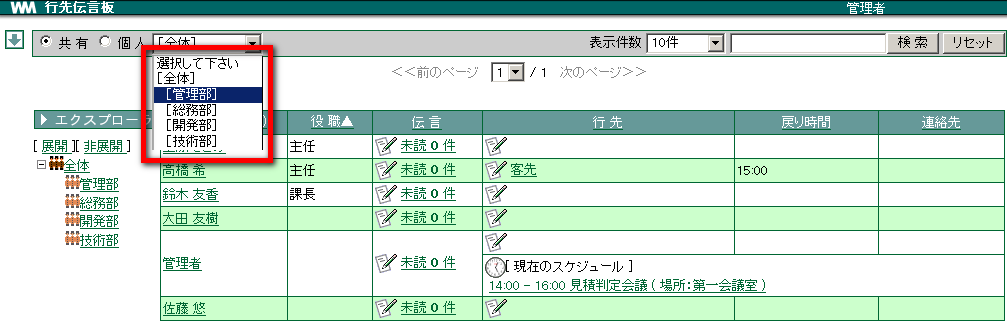 WM 行先伝言板 管理者
共有 個人 [全体] 表示件数 10件 検索 リセット
選択して下さい
[全体]
[管理部]
[総務部]
[開発部]
[技術部]
<<前のページ 1 / 1 次のページ>>
エクスプローラ 役職▲ 伝言 行先 戻り時間 連絡先
[ 展開 ][ 非展開 ]
全体
管理部
総務部
開発部
技術部
主任 未読 0 件
高橋 希 主任 未読 0 件 客先 15:00
鈴木 友香 課長 未読 0 件
大田 友樹 未読 0 件
管理者 未読 0 件
[ 現在のスケジュール ]
14:00 - 16:00 見積判定会議 ( 場所:第一会議室 )
佐藤 悠 未読 0 件